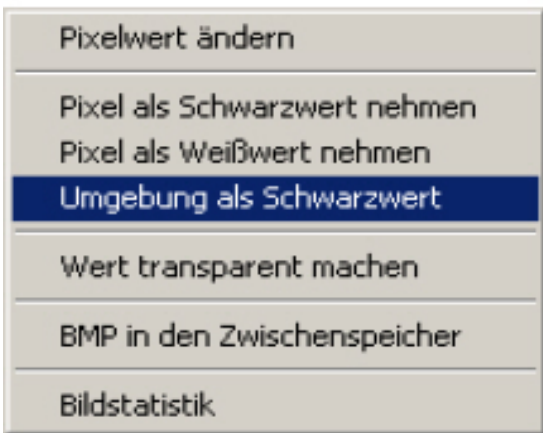 Pixelwert ändern
Pixel als Schwarzwert nehmen
Pixel als Weißwert nehmen
Umgebung als Schwarzwert
Wert transparent machen
BMP in den Zwischenspeicher
Bildstatistik